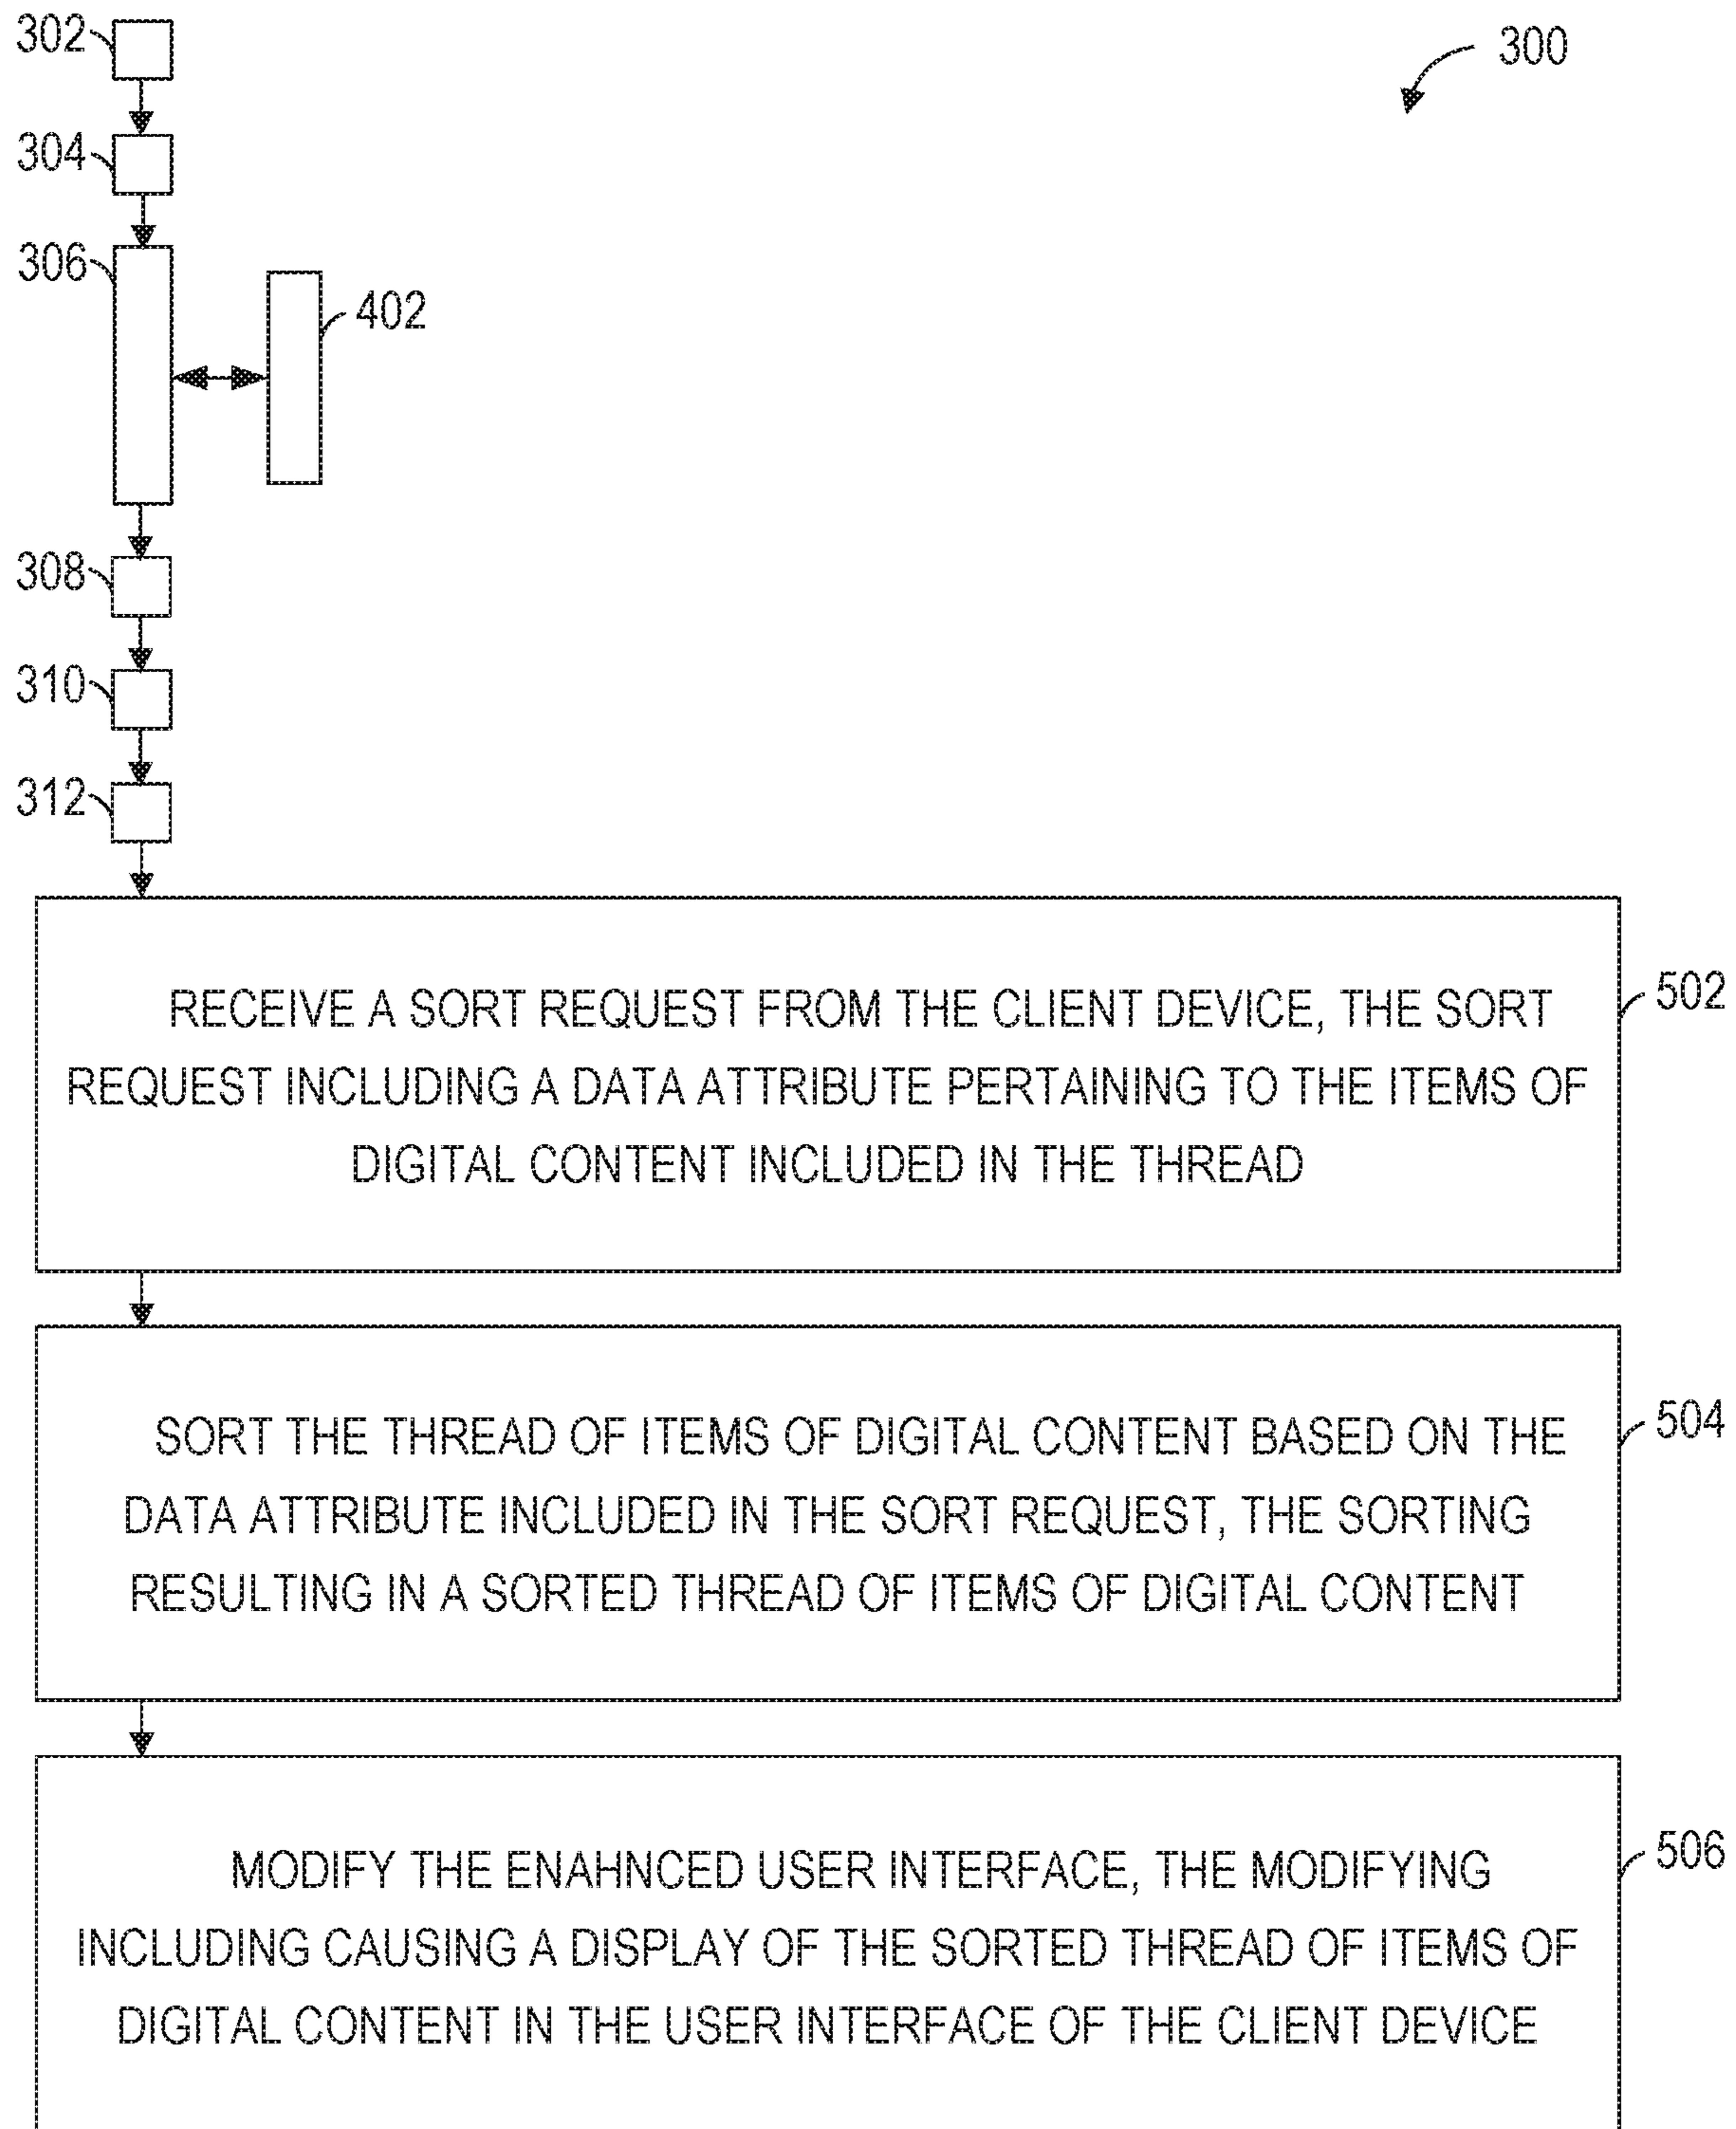 302
300
304
306
402
308
310
312
502
RECEIVE A SORT REQUEST FROM THE CLIENT DEVICE, THE SORT
REQUEST INCLUDING A DATA ATTRIBUTE PERTAINING TO THE ITEMS OF
DIGITAL CONTENT INCLUDED IN THE THREAD
504
SORT THE THREAD OF ITEMS OF DIGITAL CONTENT BASED ON THE
DATA ATTRIBUTE INCLUDED IN THE SORT REQUEST, THE SORTING
RESULTING IN A SORTED THREAD OF ITEMS OF DIGITAL CONTENT
506
MODIFY THE ENAHNCED USER INTERFACE, THE MODIFYING
INCLUDING CAUSING A DISPLAY OF THE SORTED THREAD OF ITEMS OF
DIGITAL CONTENT IN THE USER INTERFACE OF THE CLIENT DEVICE